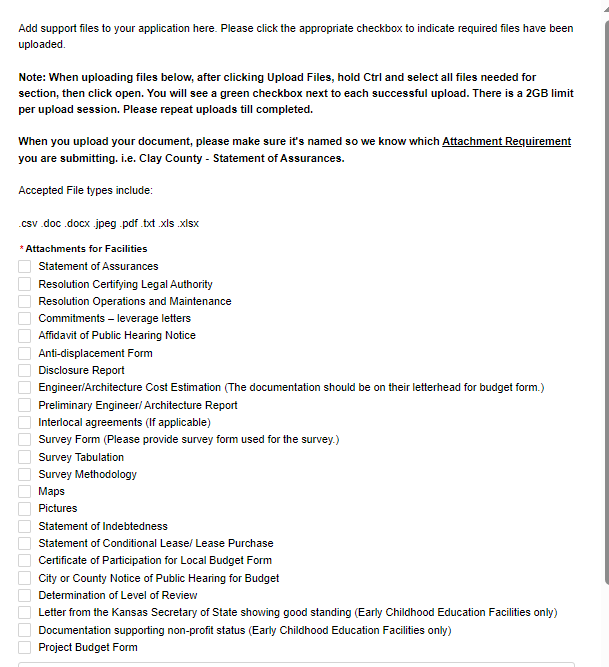 Add support files to your application here. Please click the appropriate checkbox to indicate required files have been
uploaded.
Note: When uploading files below, after clicking Upload Files, hold Ctrl and select all files needed for
section, then click open. You will see a green checkbox next to each successful upload. There is a 2GB limit
per upload session. Please repeat uploads till completed.
When you upload your document, please make sure it's named so we know which Attachment Requirement
you are submitting. i.e. Clay County - Statement of Assurances.
Accepted File types include:
.csv .doc .docx .jpeg .pdf .txt .xls .xlsx
* Attachments for Facilities
Statement of Assurances
Resolution Certifying Legal Authority
Resolution Operations and Maintenance
Commitments – leverage letters
Affidavit of Public Hearing Notice
Anti-displacement Form
Disclosure Report
Engineer/Architecture Cost Estimation (The documentation should be on their letterhead for budget form.)
Preliminary Engineer/ Architecture Report
Interlocal agreements (If applicable)
Survey Form (Please provide survey form used for the survey.)
Survey Tabulation
Survey Methodology
Maps
Pictures
Statement of Indebtedness
Statement of Conditional Lease/ Lease Purchase
Certificate of Participation for Local Budget Form
City or County Notice of Public Hearing for Budget
Determination of Level of Review
Letter from the Kansas Secretary of State showing good standing (Early Childhood Education Facilities only)
Documentation supporting non-profit status (Early Childhood Education Facilities only)
Project Budget Form